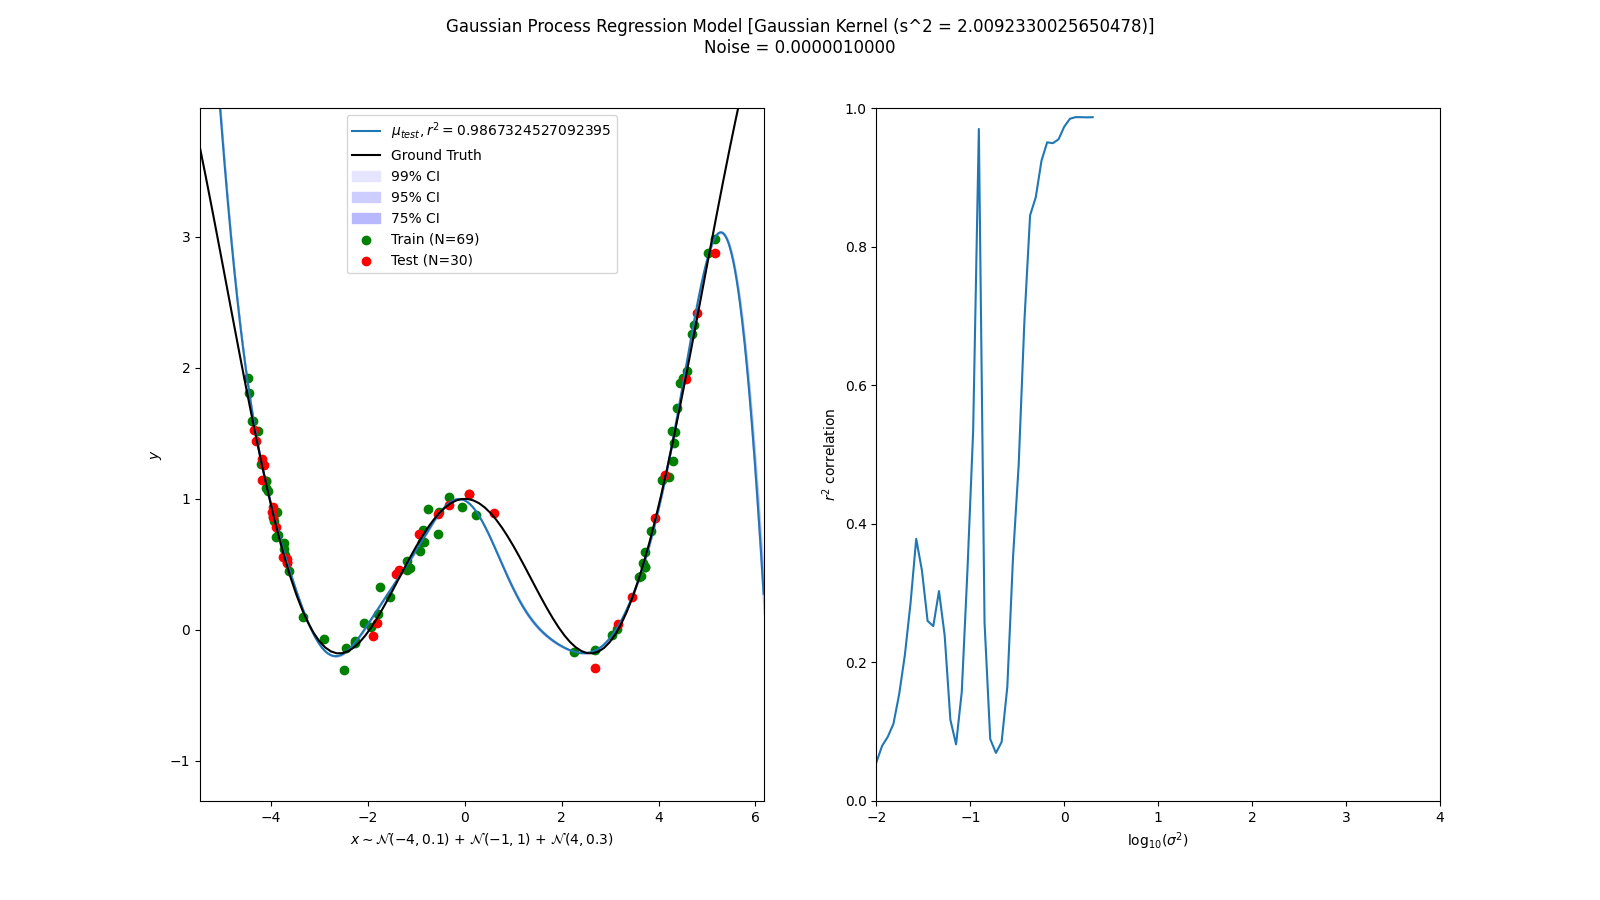 Gaussian Process Regression Model [Gaussian Kernel (s^2 = 2.0092330025650478)]
Noise = 0.0000010000
μ_test, r² = 0.9867324527092395
Ground Truth
99% CI
95% CI
75% CI
Train (N=69)
Test (N=30)
3
2
1
0
−1
y
−4 −2 0 2 4 6
x ∼ 𝒩(−4, 0.1) + 𝒩(−1, 1) + 𝒩(4, 0.3)
1.0
0.8
0.6
0.4
0.2
0.0
r² correlation
−2 −1 0 1 2 3 4
log₁₀(σ²)